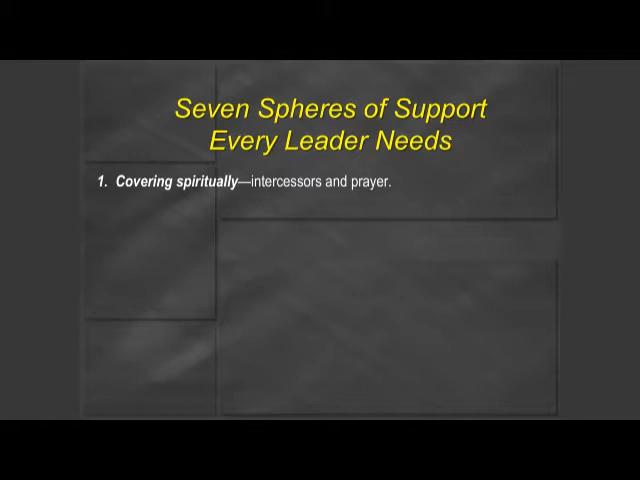 Seven Spheres of Support
Every Leader Needs
1. Covering spiritually—intercessors and prayer.